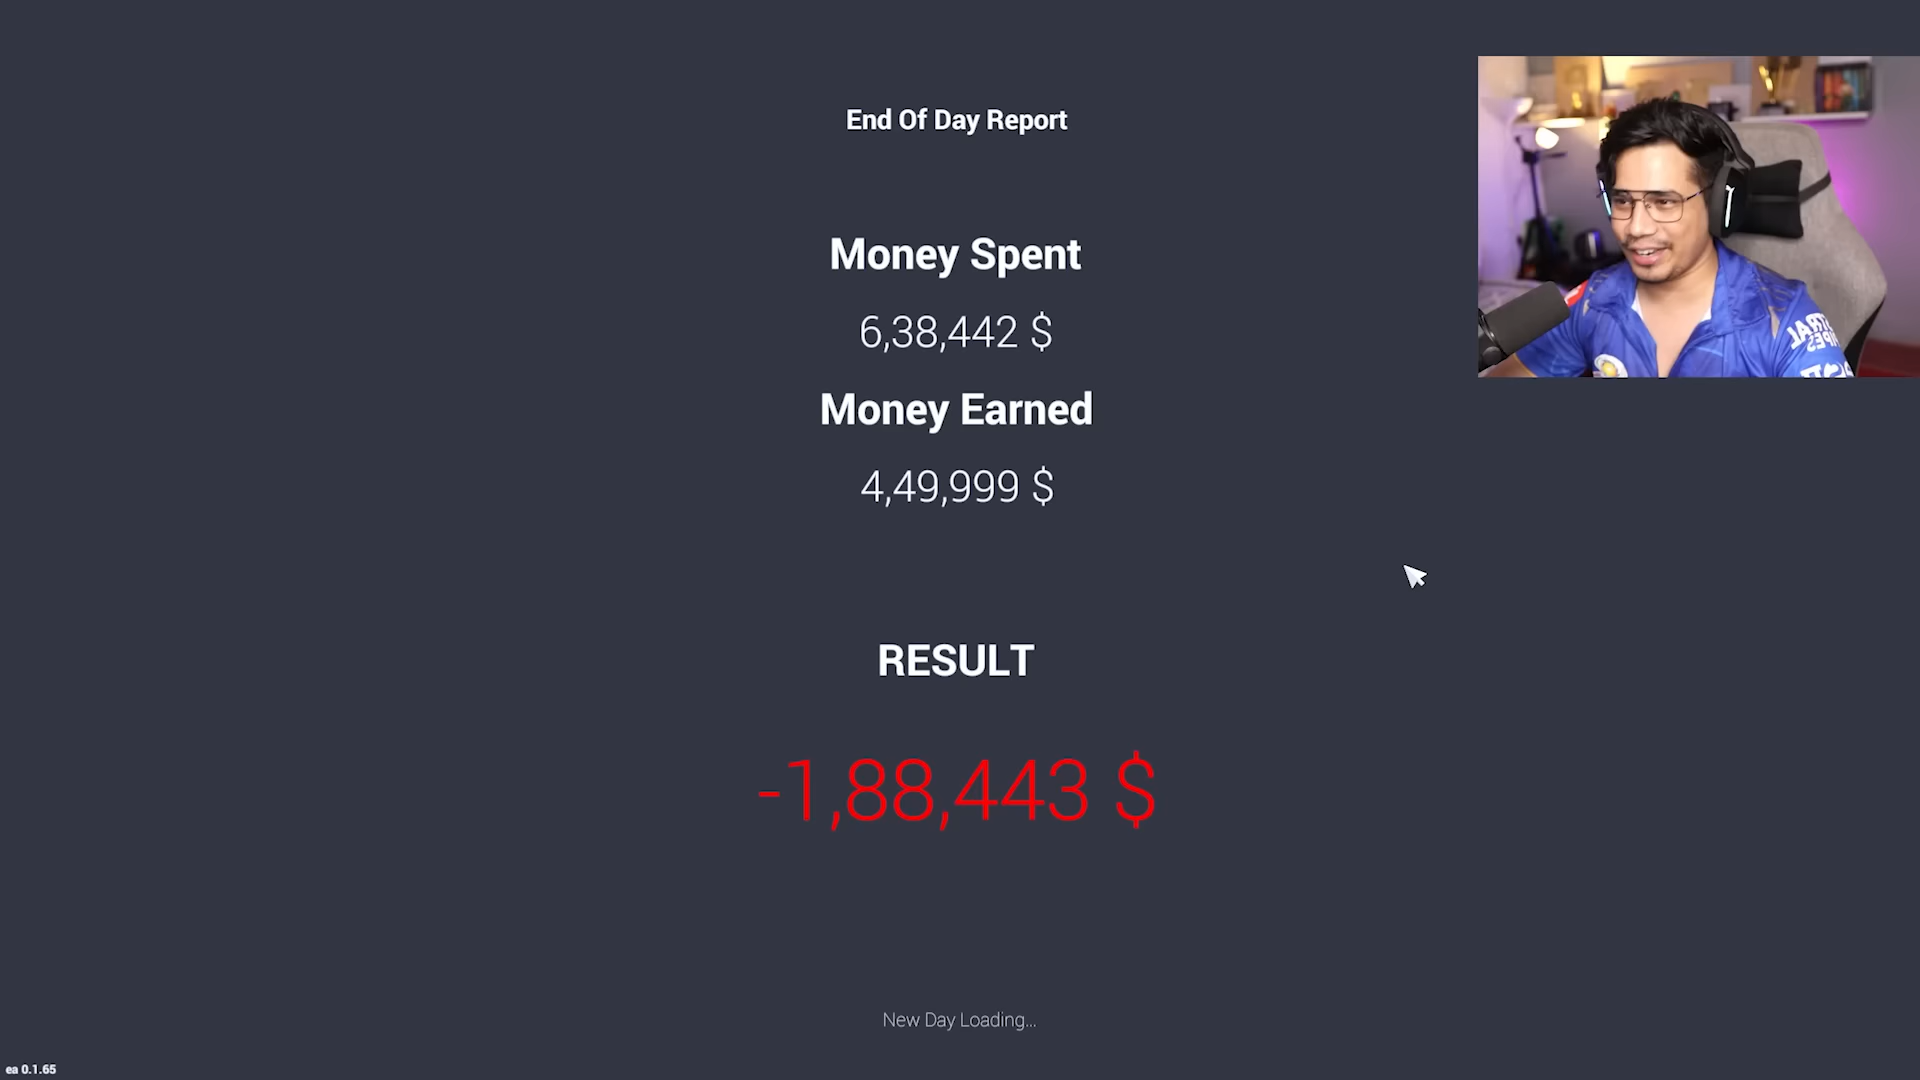 End Of Day Report
Money Spent
6,38,442 $
Money Earned
4,49,999 $
RESULT
-1,88,443 $
New Day Loading...
ea 0.1.65